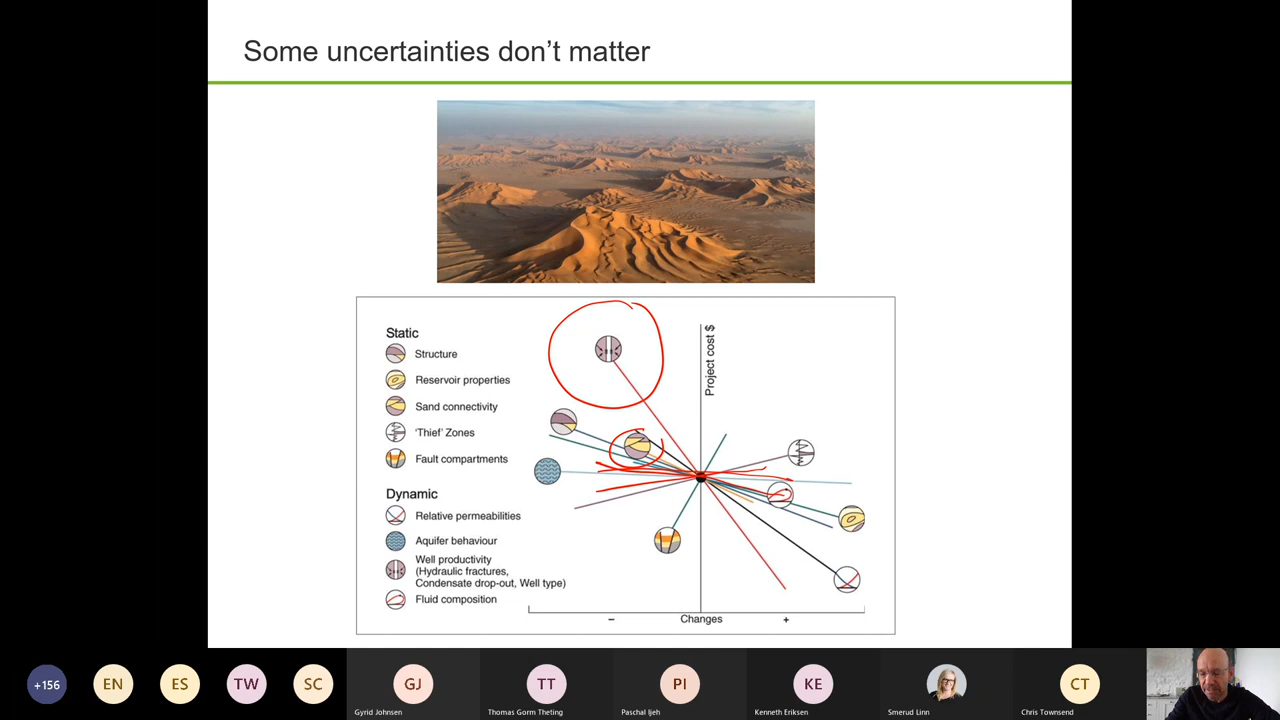 Some uncertainties don’t matter
Static
Structure
Reservoir properties
Sand connectivity
‘Thief’ Zones
Fault compartments
Dynamic
Relative permeabilities
Aquifer behaviour
Well productivity
(Hydraulic fractures,
Condensate drop-out, Well type)
Fluid composition
Project cost $
–
Changes
+
+156
EN
ES
TW
SC
GJ
TT
PI
KE
CT
Gyrid Johnsen
Thomas Gorm Theting
Paschal Ijeh
Kenneth Eriksen
Smerud Linn
Chris Townsend